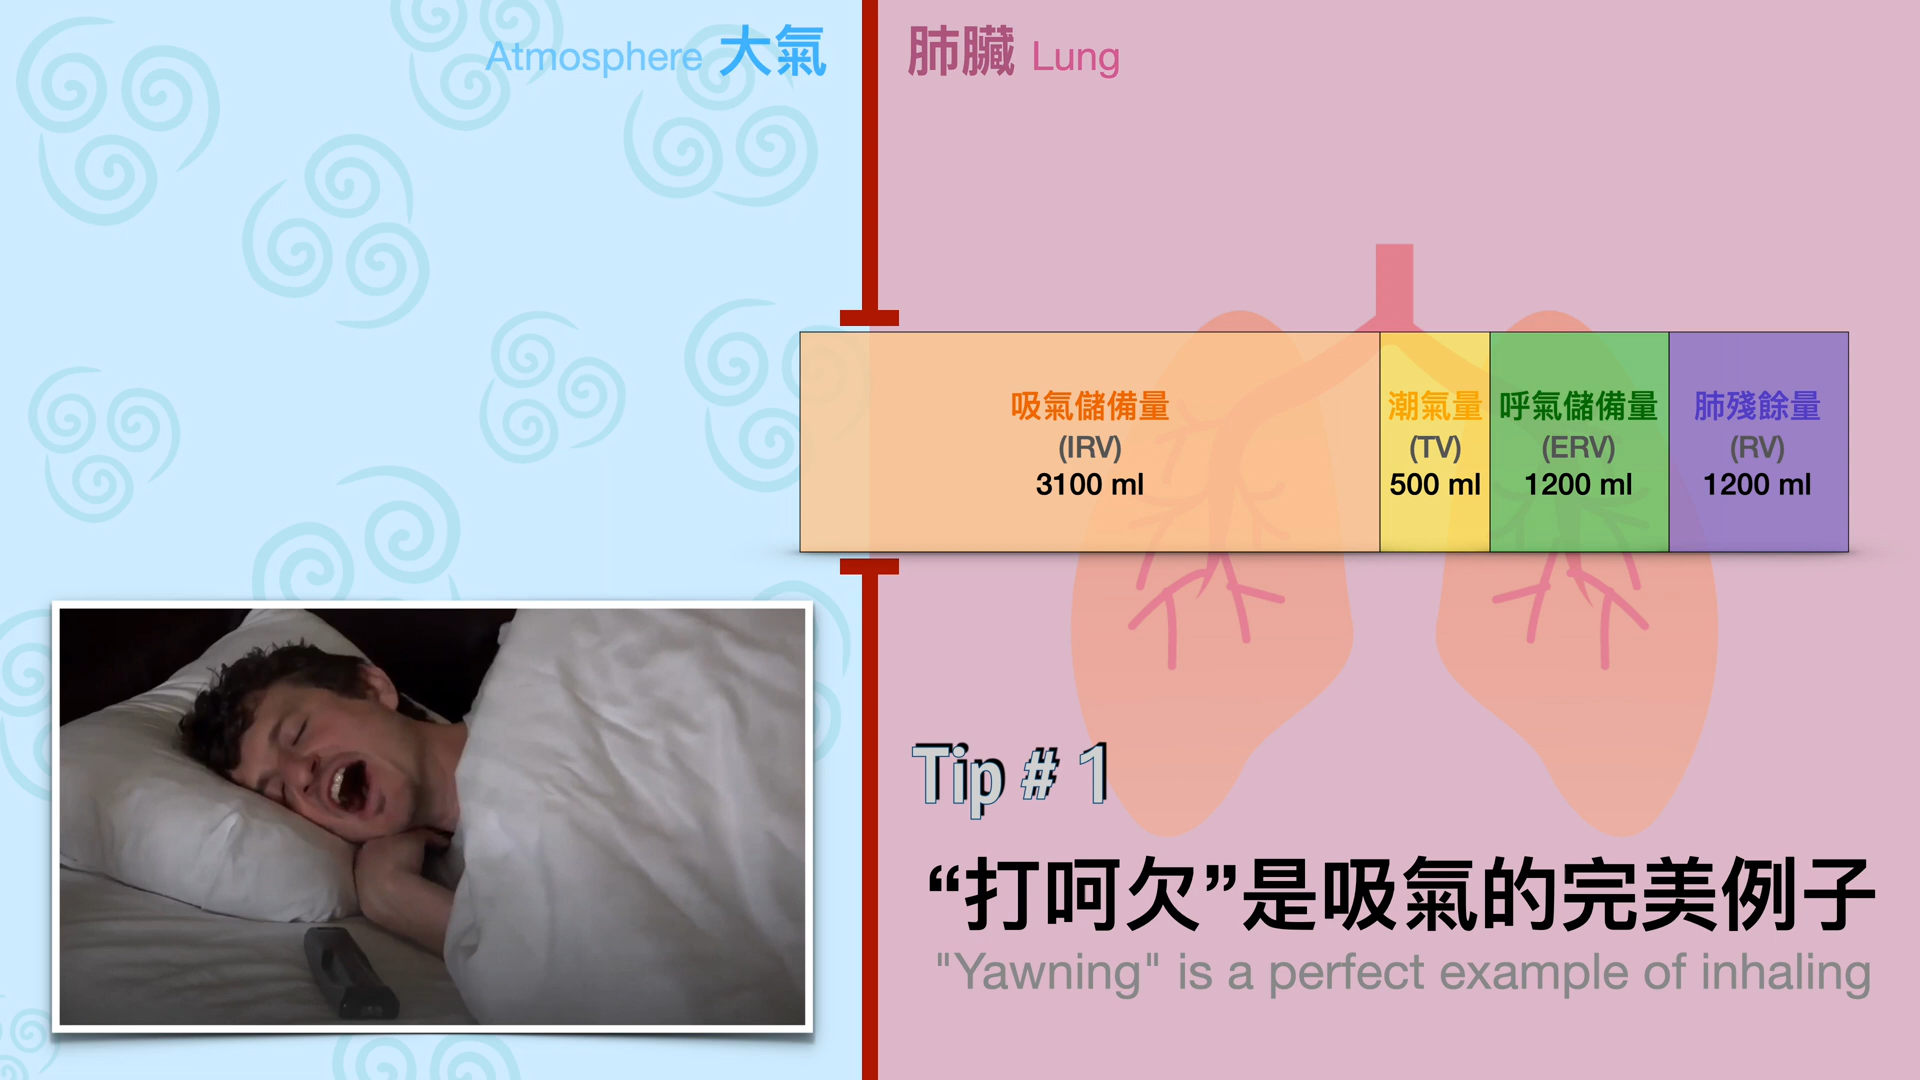 Atmosphere 大氣
肺臟 Lung
吸氣儲備量
(IRV)
3100 ml
潮氣量
(TV)
500 ml
呼氣儲備量
(ERV)
1200 ml
肺殘餘量
(RV)
1200 ml
Tip # 1
“打呵欠”是吸氣的完美例子
"Yawning" is a perfect example of inhaling